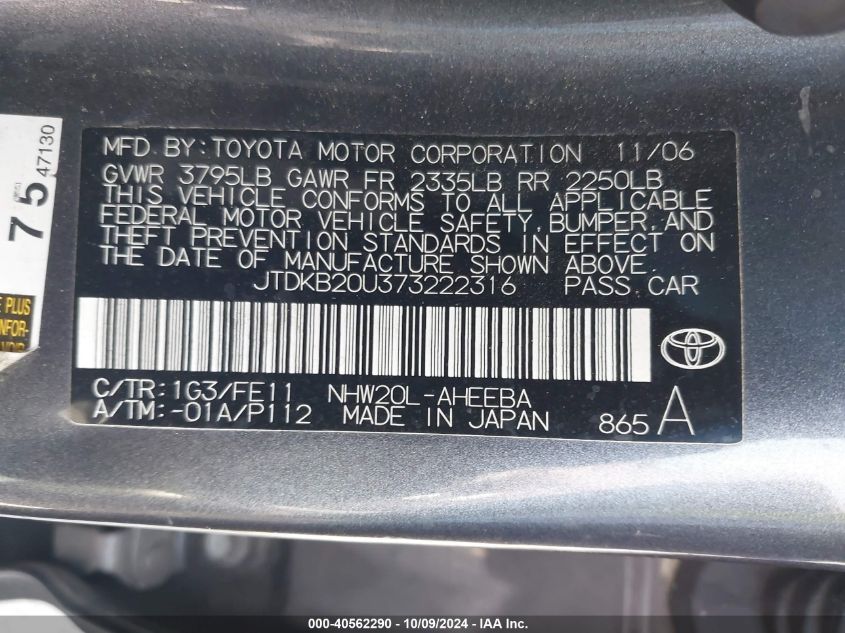 MFD. BY: TOYOTA MOTOR CORPORATION 11/06
GVWR 3795LB GAWR FR 2335LB RR 2250LB
THIS VEHICLE CONFORMS TO ALL APPLICABLE
FEDERAL MOTOR VEHICLE SAFETY, BUMPER, AND
THEFT PREVENTION STANDARDS IN EFFECT ON
THE DATE OF MANUFACTURE SHOWN ABOVE.
JTDKB20U373222316 PASS. CAR
C/TR: 1G3/FE11 NHW20L-AHEEBA
A/TM: -01A/P112 MADE IN JAPAN 865 A
75
47130
E PLUS
NFOR-
000-40562290 - 10/09/2024 - IAA Inc.